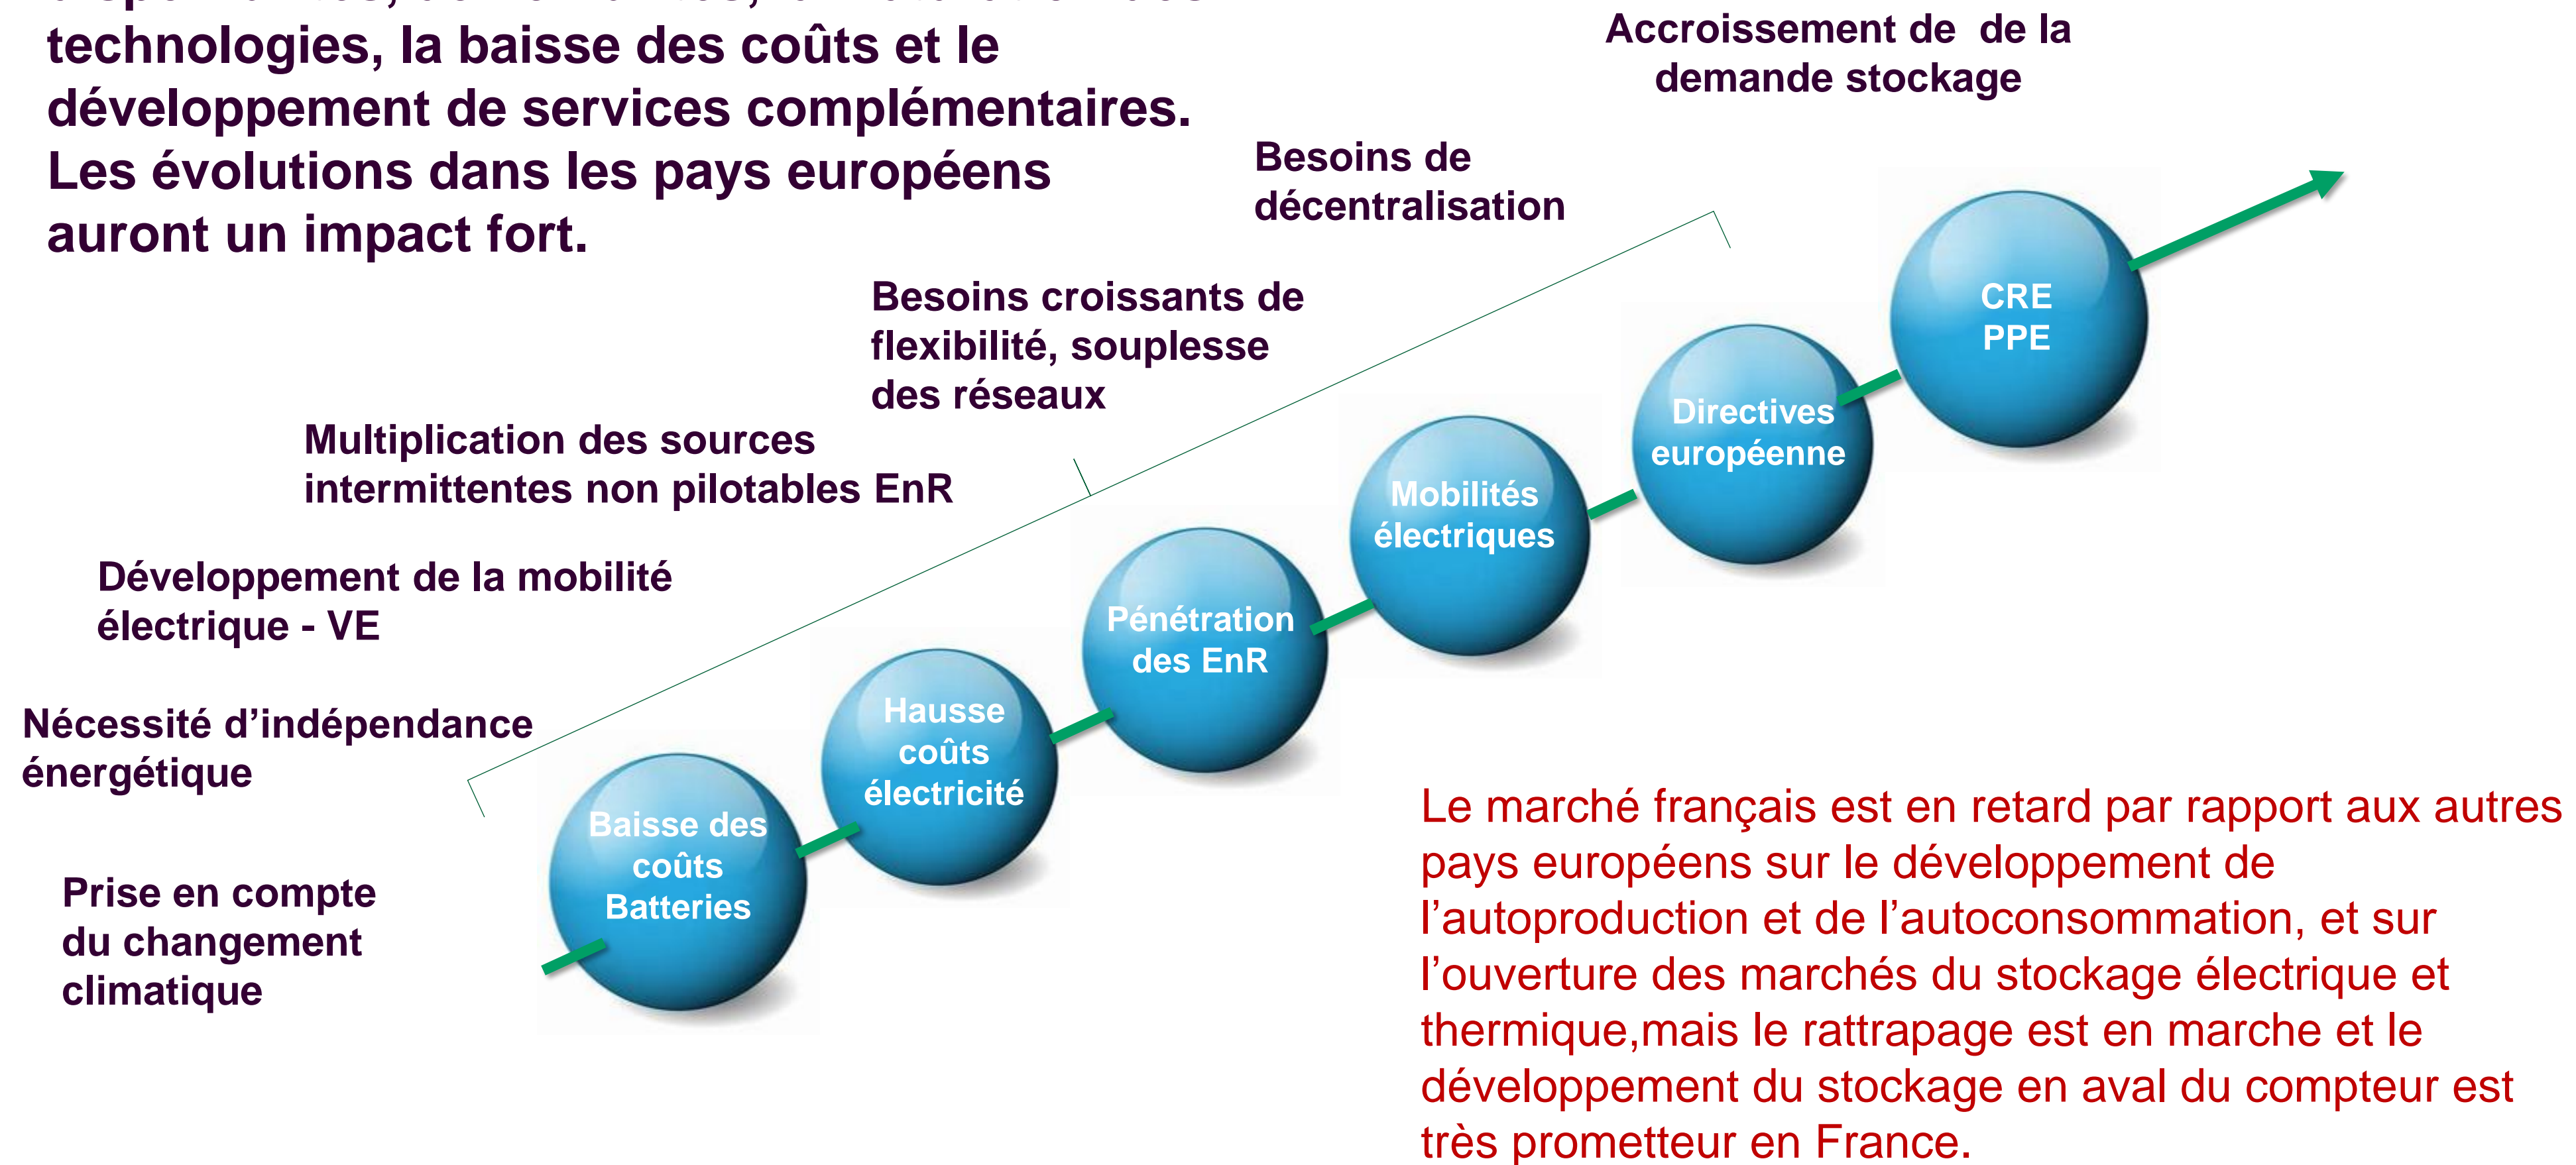 technologies, la baisse des coûts et le
développement de services complémentaires.
Les évolutions dans les pays européens
auront un impact fort.
Accroissement de de la
demande stockage
Besoins de
décentralisation
Besoins croissants de
flexibilité, souplesse
des réseaux
Multiplication des sources
intermittentes non pilotables EnR
Développement de la mobilité
électrique - VE
Nécessité d’indépendance
énergétique
Prise en compte
du changement
climatique
Baisse des
coûts
Batteries
Hausse
coûts
électricité
Pénétration
des EnR
Mobilités
électriques
Directives
européenne
CRE
PPE
Le marché français est en retard par rapport aux autres
pays européens sur le développement de
l’autoproduction et de l’autoconsommation, et sur
l’ouverture des marchés du stockage électrique et
thermique,mais le rattrapage est en marche et le
développement du stockage en aval du compteur est
très prometteur en France.